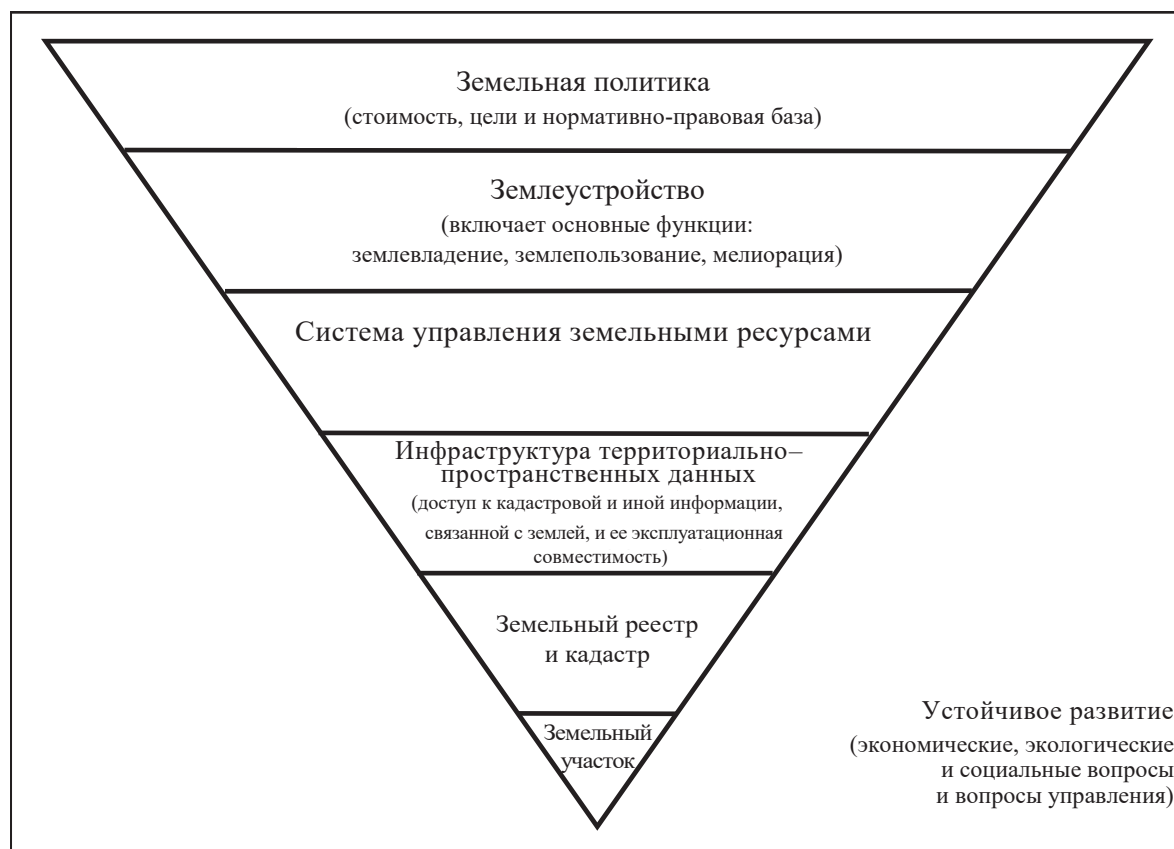 Земельная политика
(стоимость, цели и нормативно-правовая база)
Землеустройство
(включает основные функции:
землевладение, землепользование, мелиорация)
Система управления земельными ресурсами
Инфраструктура территориально–
пространственных данных
(доступ к кадастровой и иной информации,
связанной с землей, и ее эксплуатационная
совместимость)
Земельный реестр
и кадастр
Земельный
участок
Устойчивое развитие
(экономические, экологические
и социальные вопросы
и вопросы управления)